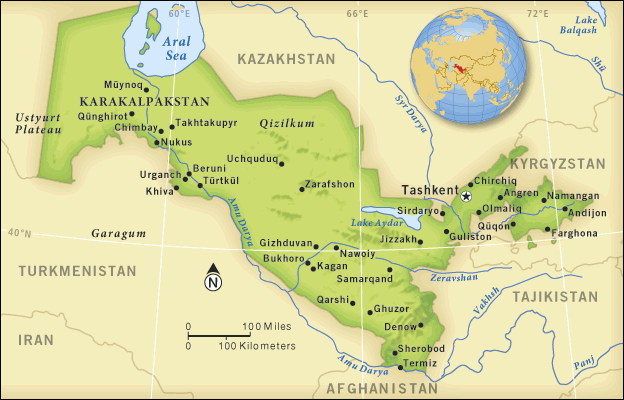 60°E
66°E
72°E
Lake
Balqash
Aral
Sea
KAZAKHSTAN
Shū
Müynoq
KARAKALPAKSTAN
Ustyurt
Plateau
Qünghirot
Takhtakupyr
Chimbay
Qizilkum
Syr Darya
Nukus
Uchquduq
Beruni
Urganch
Türtkül
Khiva
Zarafshon
KYRGYZSTAN
Tashkent
Chirchiq
Angren
Namangan
Olmaliq
Andijon
Sirdaryo
Lake Aydar
Quqon
Guliston
Farghona
Amu Darya
Garagum
40°N
Gizhduvan
Nawoiy
Jizzakh
Bukhoro
Kagan
Samarqand
Zeravshan
TURKMENISTAN
N
Vakhsh
TAJIKISTAN
Qarshi
Ghuzor
0 100 Miles
0 100 Kilometers
Denow
IRAN
Sherobod
Amu Darya
Termiz
Panj
AFGHANISTAN